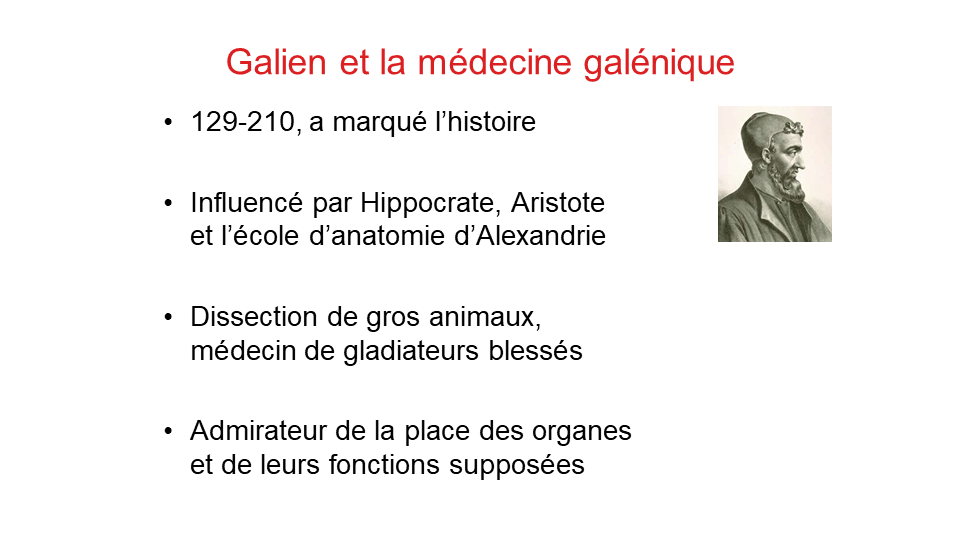 Galien et la médecine galénique
• 129-210, a marqué l’histoire
• Influencé par Hippocrate, Aristote
et l’école d’anatomie d’Alexandrie
• Dissection de gros animaux,
médecin de gladiateurs blessés
• Admirateur de la place des organes
et de leurs fonctions supposées